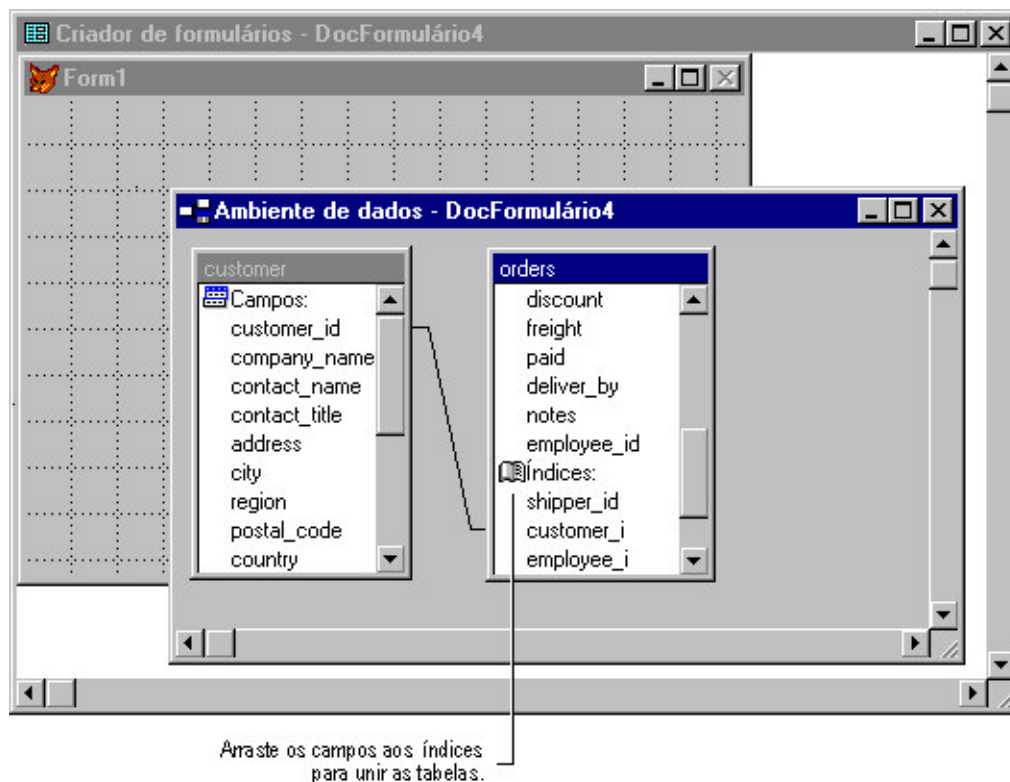 Criador de formulários - DocFormulário4
Form1
Ambiente de dados - DocFormulário4
customer
Campos:
customer_id
company_name
contact_name
contact_title
address
city
region
postal_code
country
orders
discount
freight
paid
deliver_by
notes
employee_id
Índices:
shipper_id
customer_i
employee_i
Arraste os campos aos índices
para unir as tabelas.